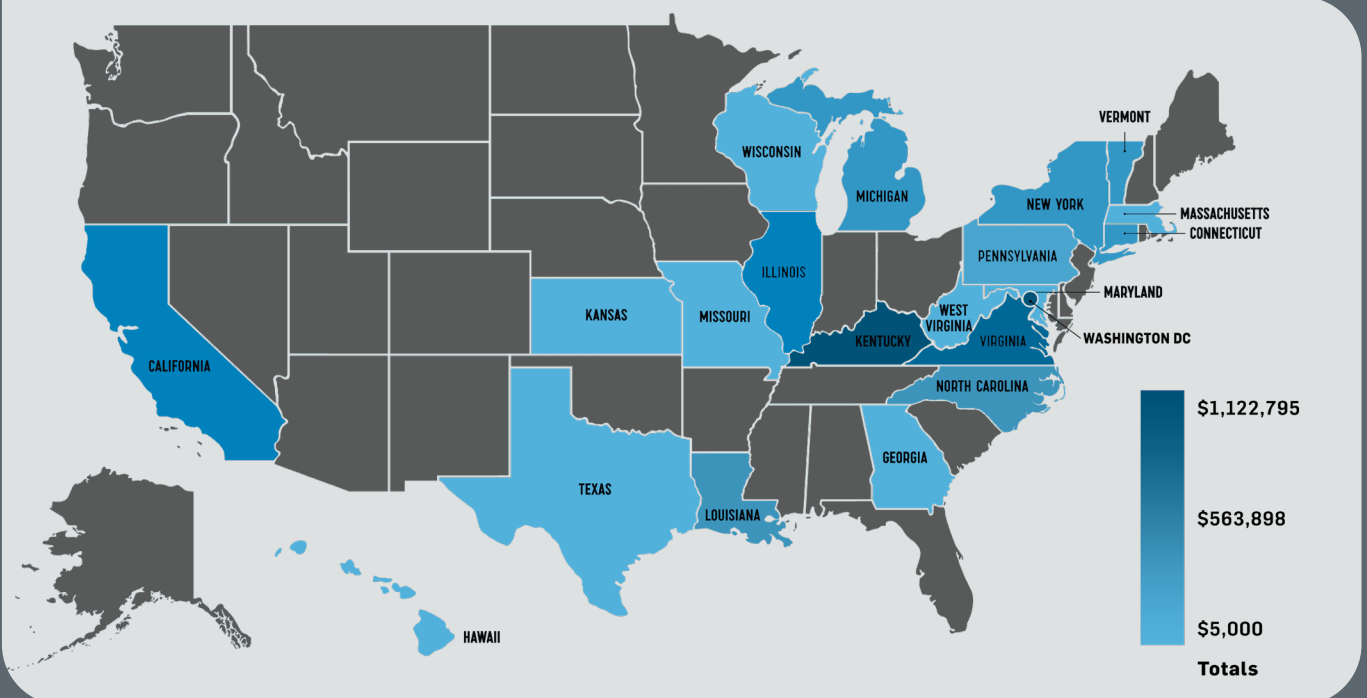 VERMONT
WISCONSIN
MICHIGAN
NEW YORK
MASSACHUSETTS
CONNECTICUT
PENNSYLVANIA
ILLINOIS
MARYLAND
KANSAS
MISSOURI
WEST
VIRGINIA
WASHINGTON DC
KENTUCKY
VIRGINIA
CALIFORNIA
NORTH CAROLINA
$1,122,795
GEORGIA
TEXAS
LOUISIANA
$563,898
HAWAII
$5,000
Totals